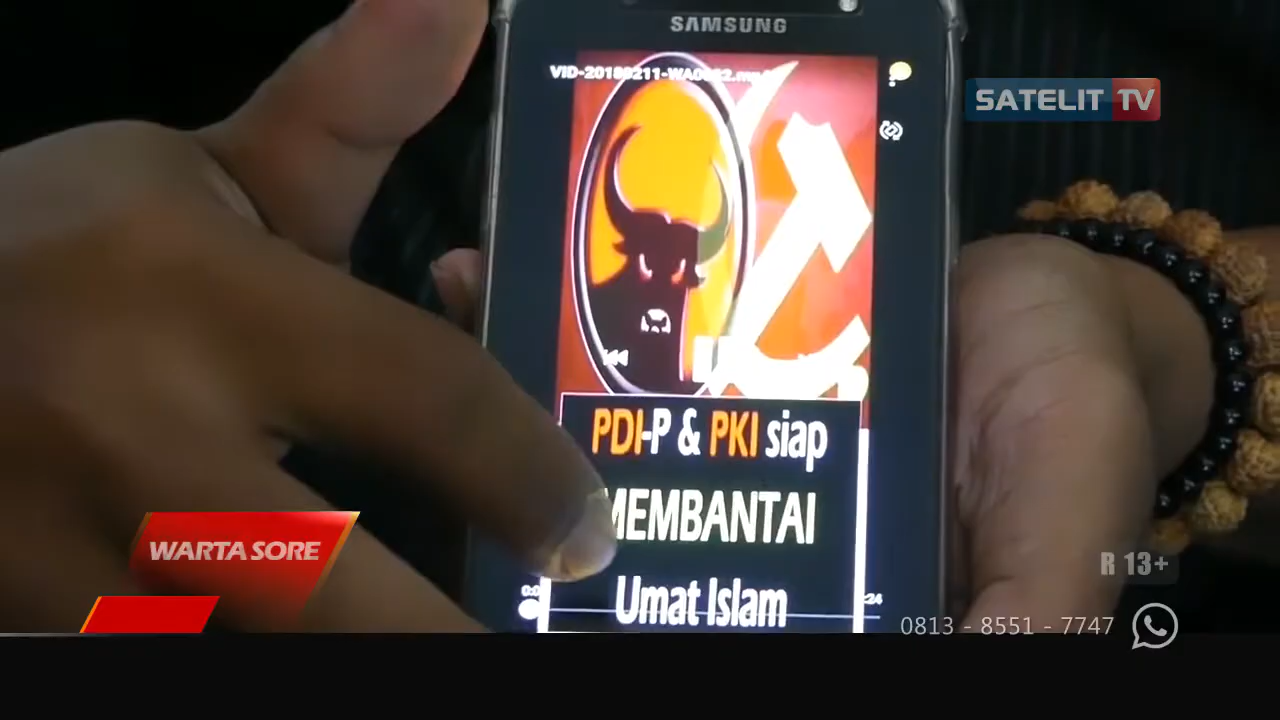 SAMSUNG
SATELIT TV
PDI-P & PKI siap
MEMBANTAI
Umat Islam
WARTA SORE
R 13+
0813 - 8551 - 7747